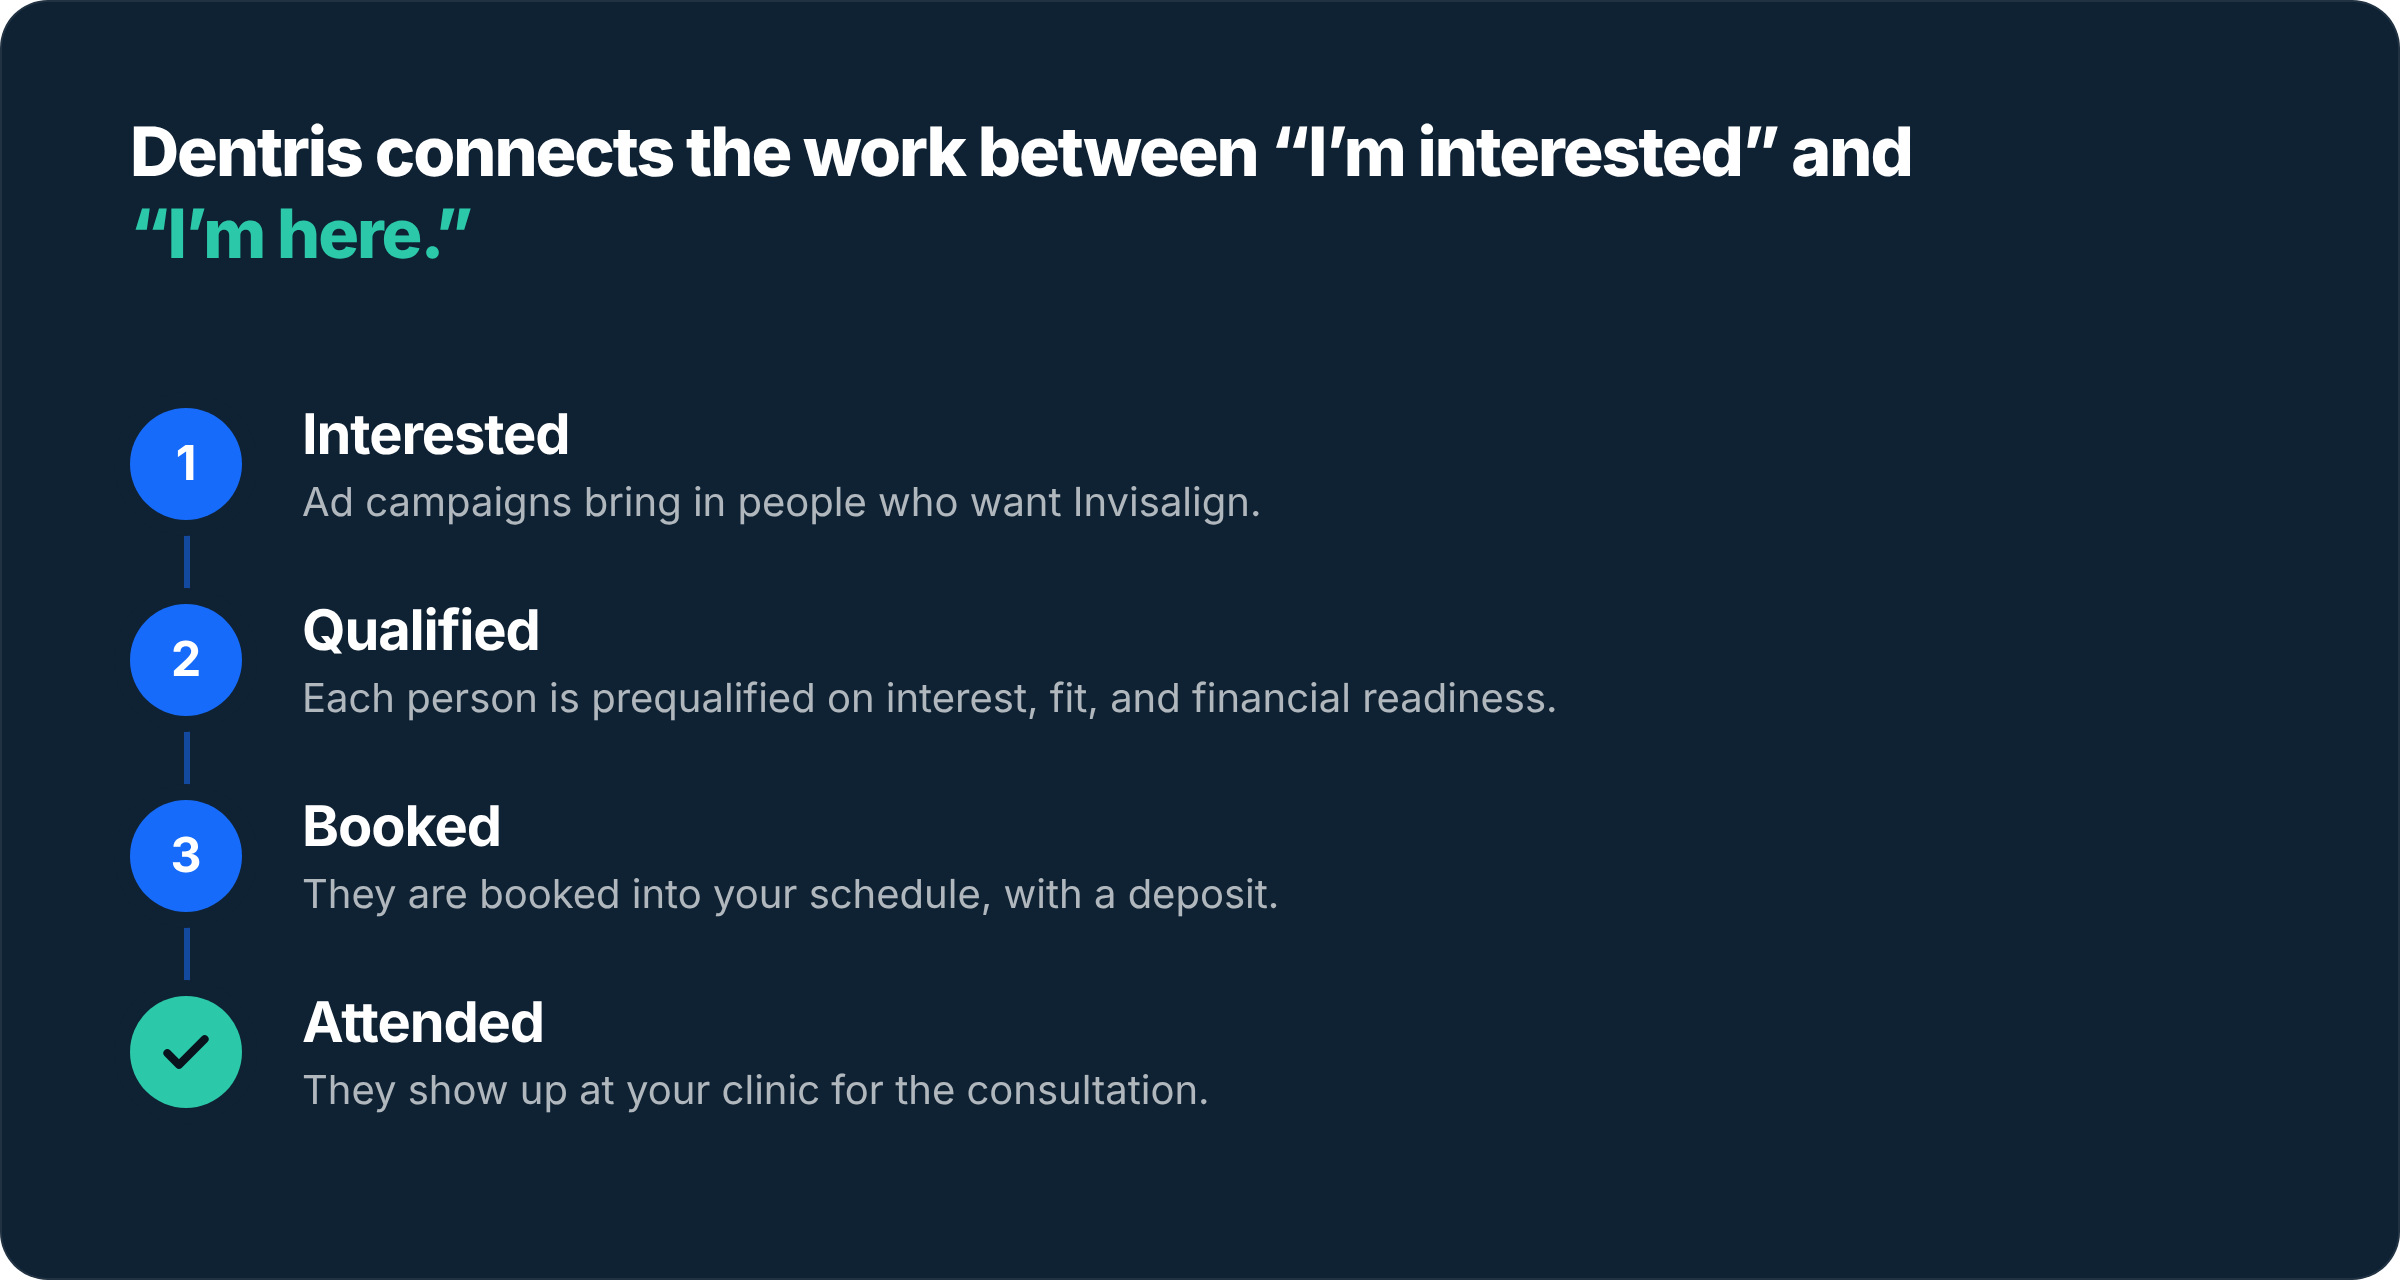 Dentris connects the work between “I’m interested” and
“I’m here.”
1
Interested
Ad campaigns bring in people who want Invisalign.
2
Qualified
Each person is prequalified on interest, fit, and financial readiness.
3
Booked
They are booked into your schedule, with a deposit.
Attended
They show up at your clinic for the consultation.